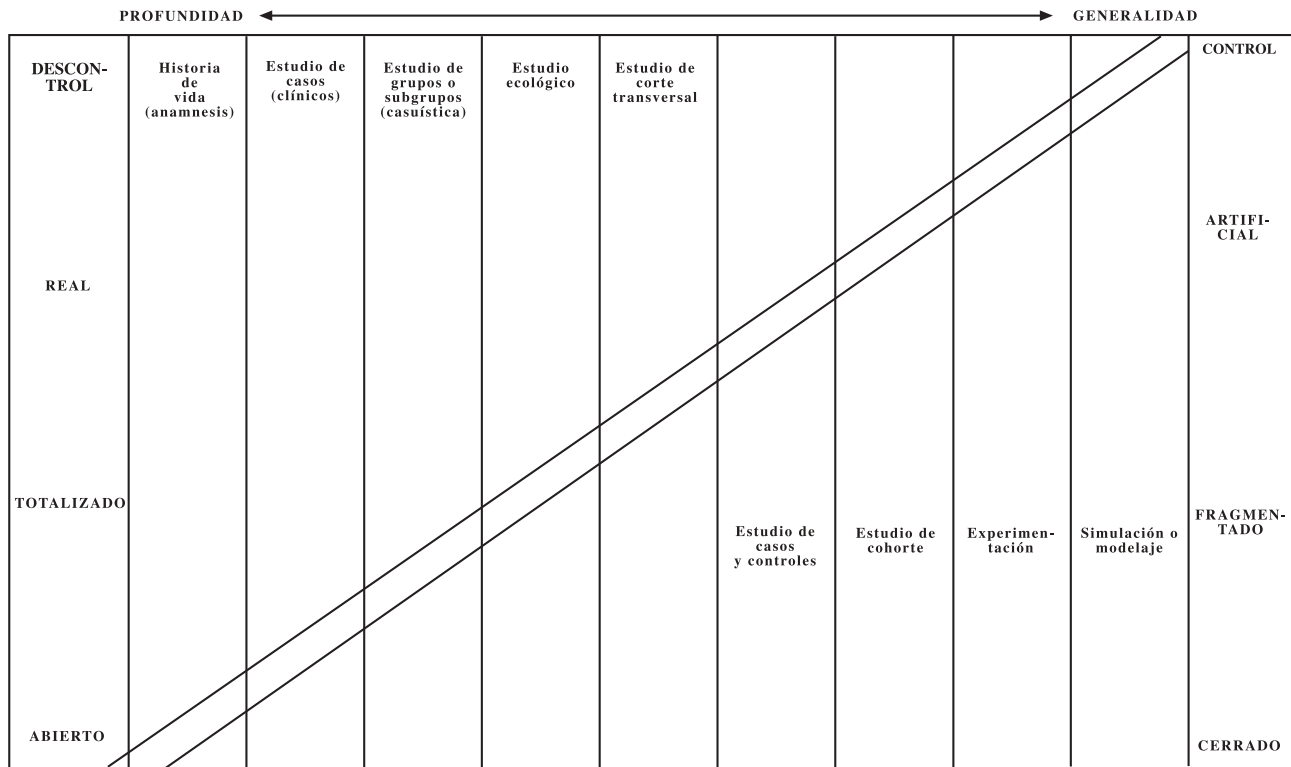 PROFUNDIDAD
GENERALIDAD
DESCON-
TROL
Historia
de
vida
(anamnesis)
Estudio de
casos
(clínicos)
Estudio de
grupos o
subgrupos
(casuística)
Estudio
ecológico
Estudio de
corte
transversal
CONTROL
ARTIFI-
CIAL
REAL
TOTALIZADO
Estudio de
casos
y controles
Estudio de
cohorte
Experimen-
tación
Simulación o
modelaje
FRAGMEN-
TADO
ABIERTO
CERRADO